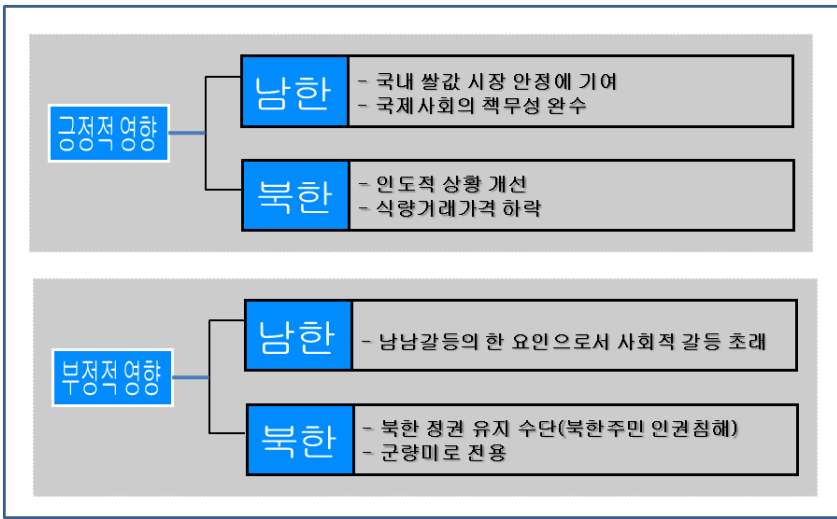 긍정적 영향
남한
- 국내 쌀값 시장 안정에 기여
- 국제사회의 책무성 완수
북한
- 인도적 상황 개선
- 식량거래가격 하락
부정적 영향
남한
- 남남갈등의 한 요인으로서 사회적 갈등 초래
북한
- 북한 정권 유지 수단(북한주민 인권침해)
- 군량미로 전용